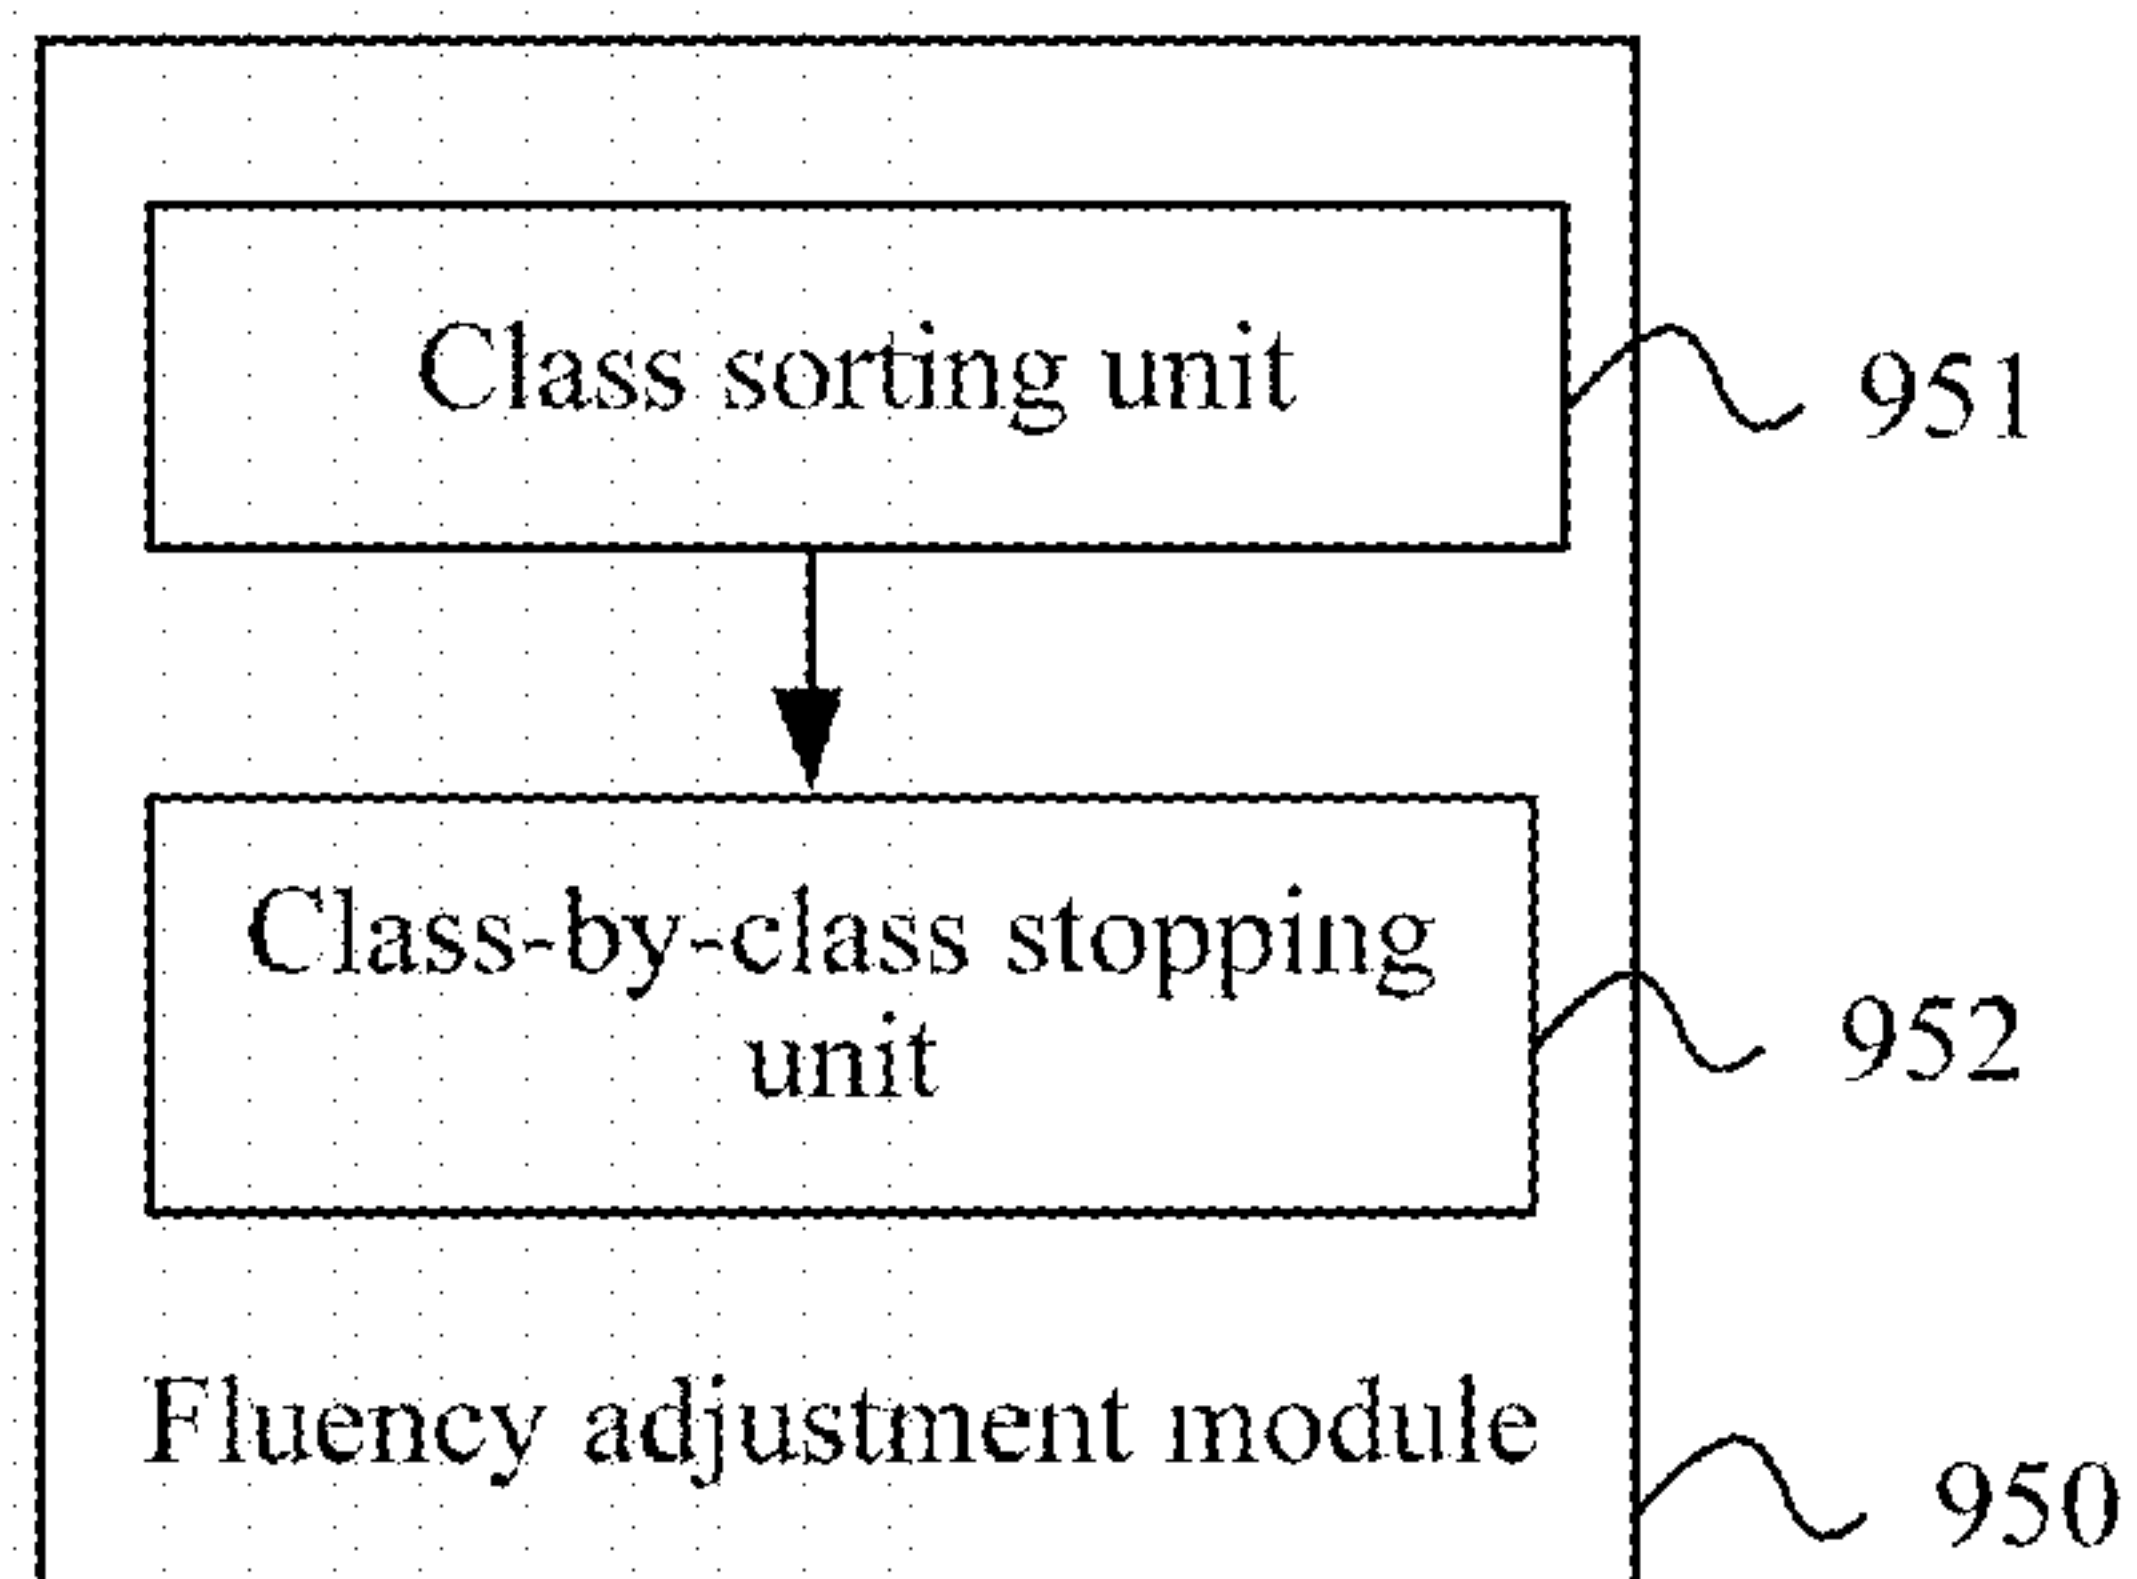 Class sorting unit
951
Class-by-class stopping
unit
952
Fluency adjustment module
950